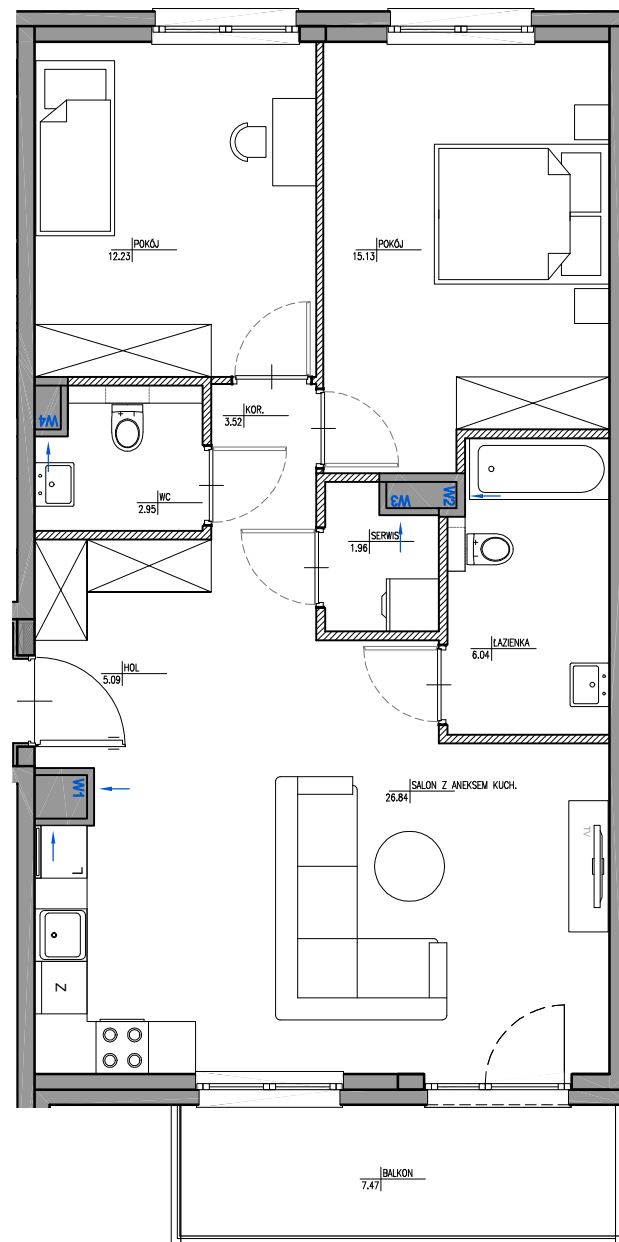 POKÓJ
12.23
POKÓJ
15.13
W4
KOR.
3.52
WC
2.95
W3
W2
SERWIS
1.96
ŁAZIENKA
6.04
HOL
5.09
W1
SALON Z ANEKSEM KUCH.
26.84
TV
L
Z
BALKON
7.47